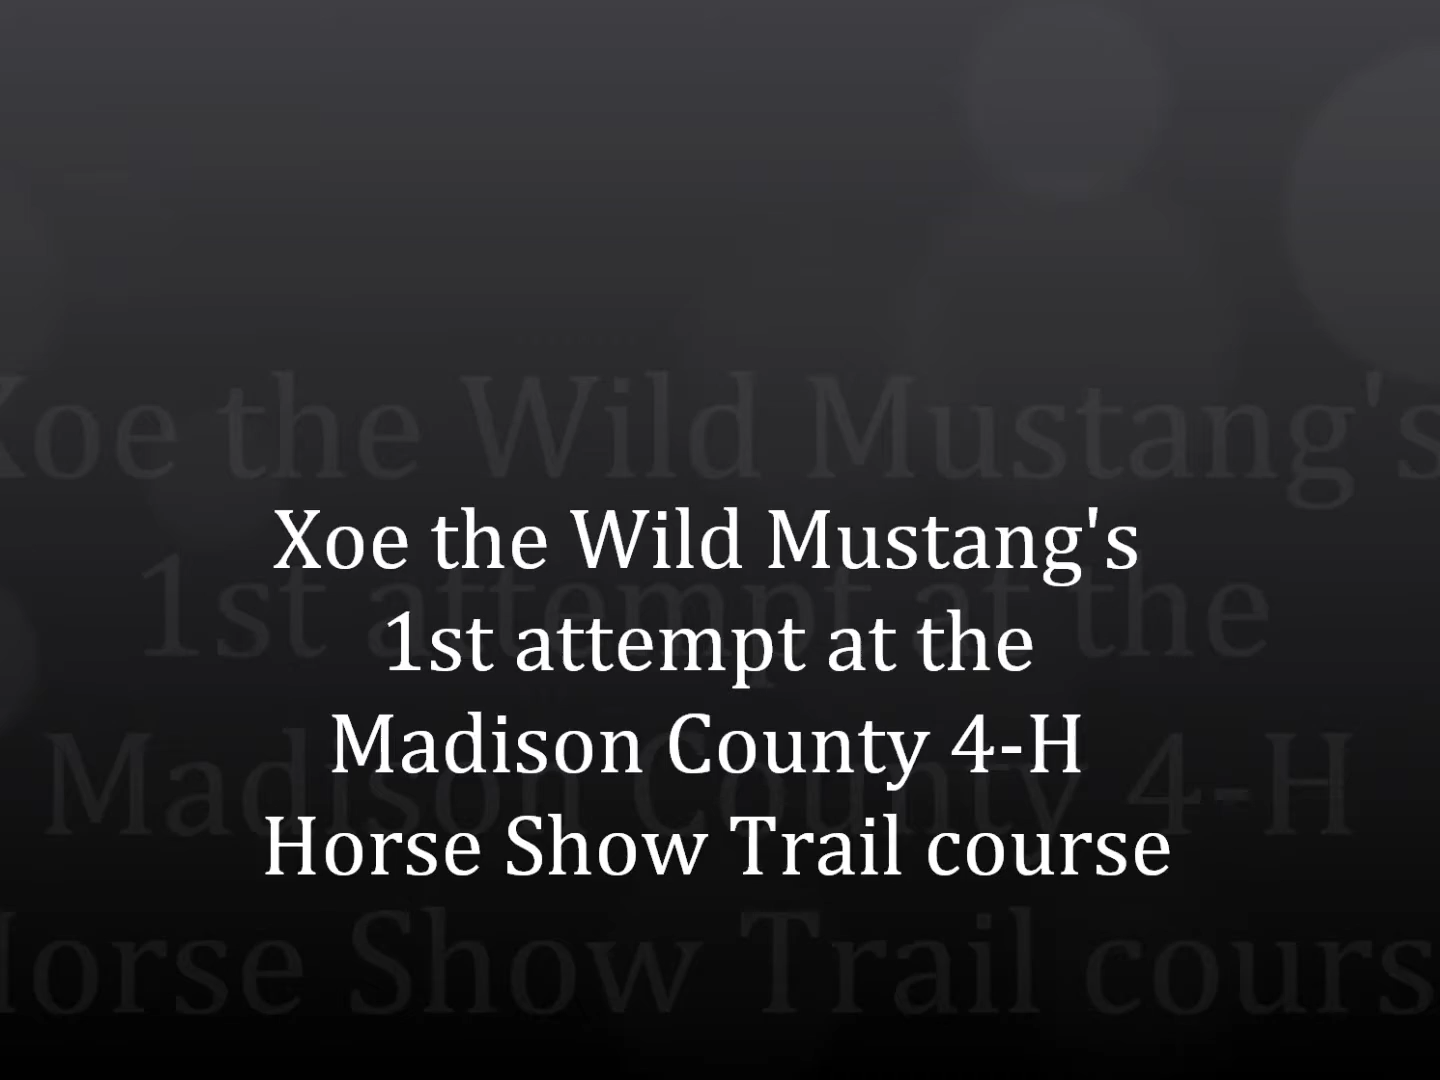 Xoe the Wild Mustang's
1st attempt at the
Madison County 4-H
Horse Show Trail course